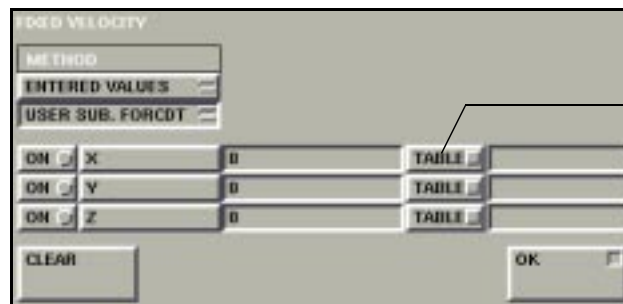 FIXED VELOCITY
METHOD
ENTERED VALUES
USER SUB. FORCDT
ON X 0 TABLE
ON Y 0 TABLE
ON Z 0 TABLE
CLEAR OK